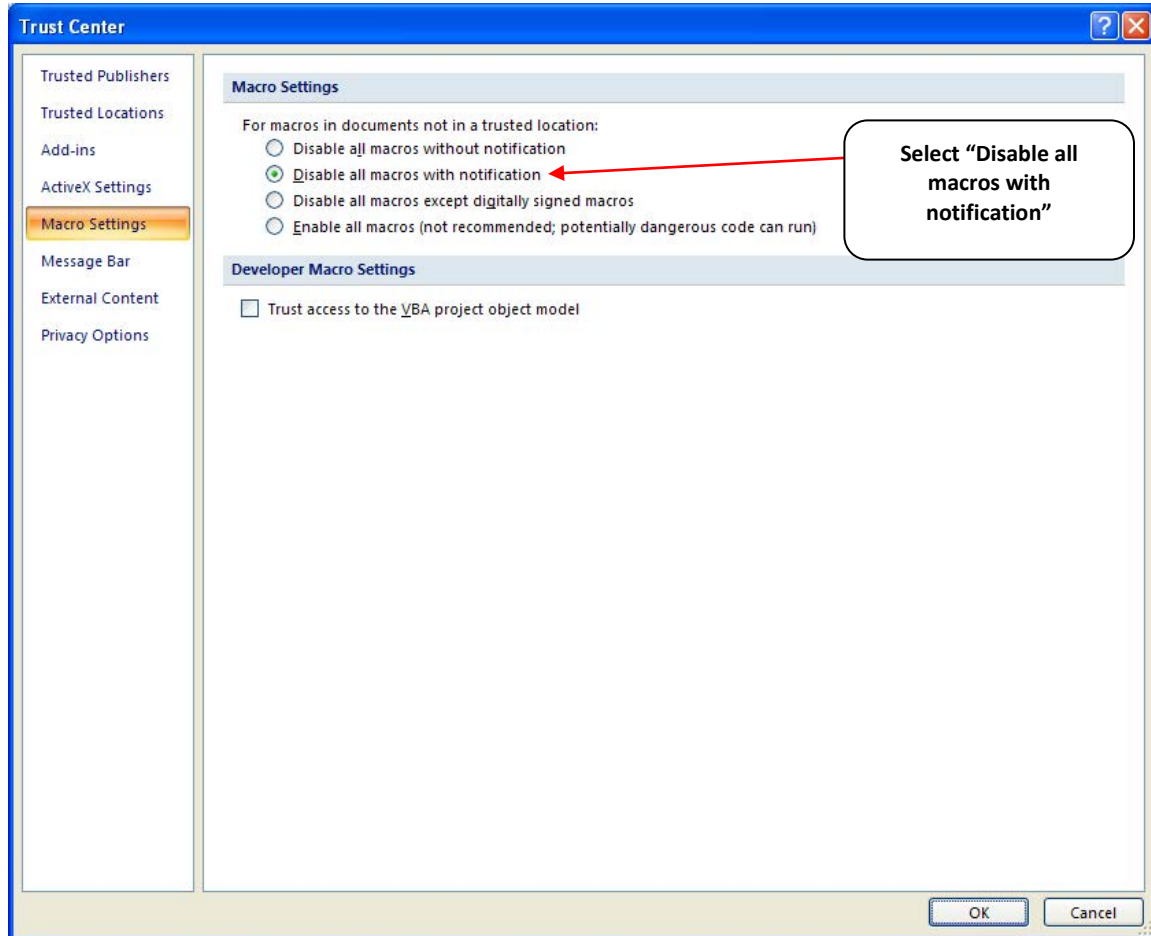 Trust Center
Trusted Publishers
Trusted Locations
Add-ins
ActiveX Settings
Macro Settings
Message Bar
External Content
Privacy Options
Macro Settings
For macros in documents not in a trusted location:
Disable all macros without notification
Disable all macros with notification
Disable all macros except digitally signed macros
Enable all macros (not recommended; potentially dangerous code can run)
Select “Disable all
macros with
notification”
Developer Macro Settings
Trust access to the VBA project object model
OK
Cancel